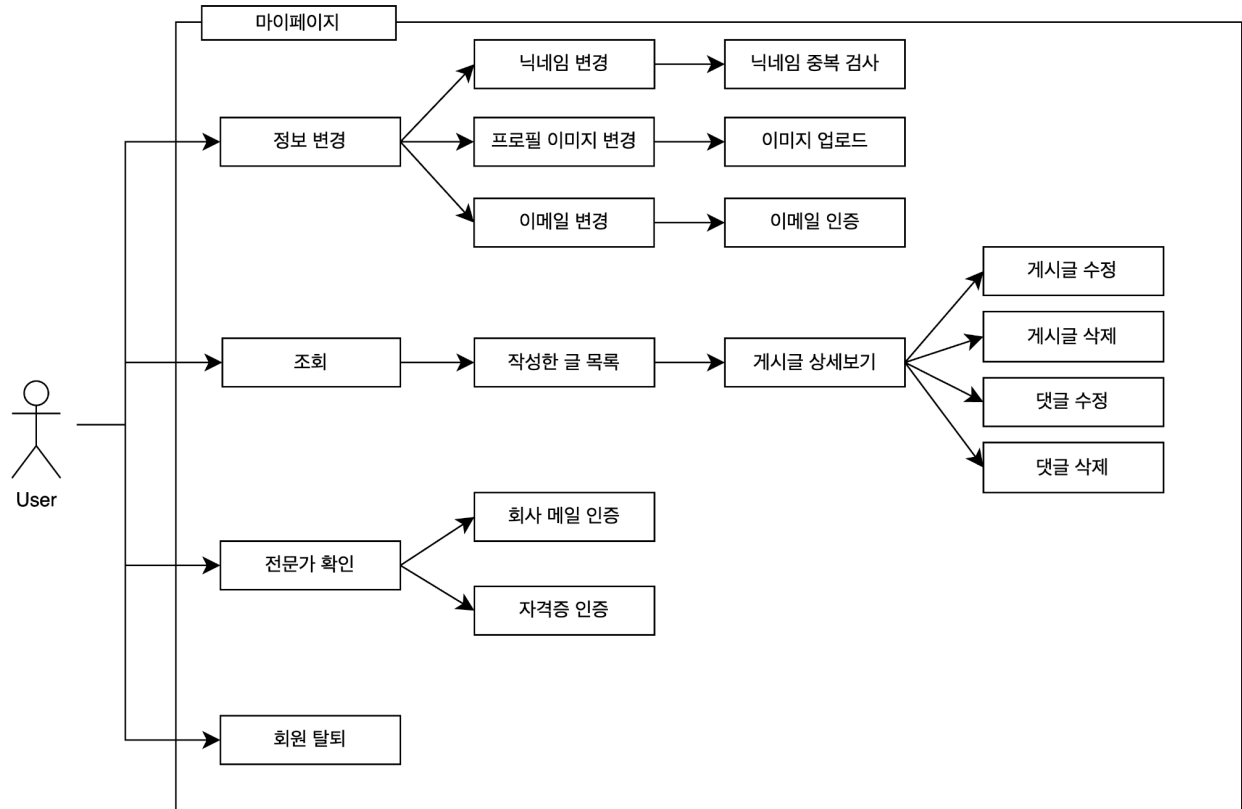 마이페이지
닉네임 변경
닉네임 중복 검사
정보 변경
프로필 이미지 변경
이미지 업로드
이메일 변경
이메일 인증
조회
작성한 글 목록
게시글 상세보기
게시글 수정
게시글 삭제
댓글 수정
댓글 삭제
User
전문가 확인
회사 메일 인증
자격증 인증
회원 탈퇴